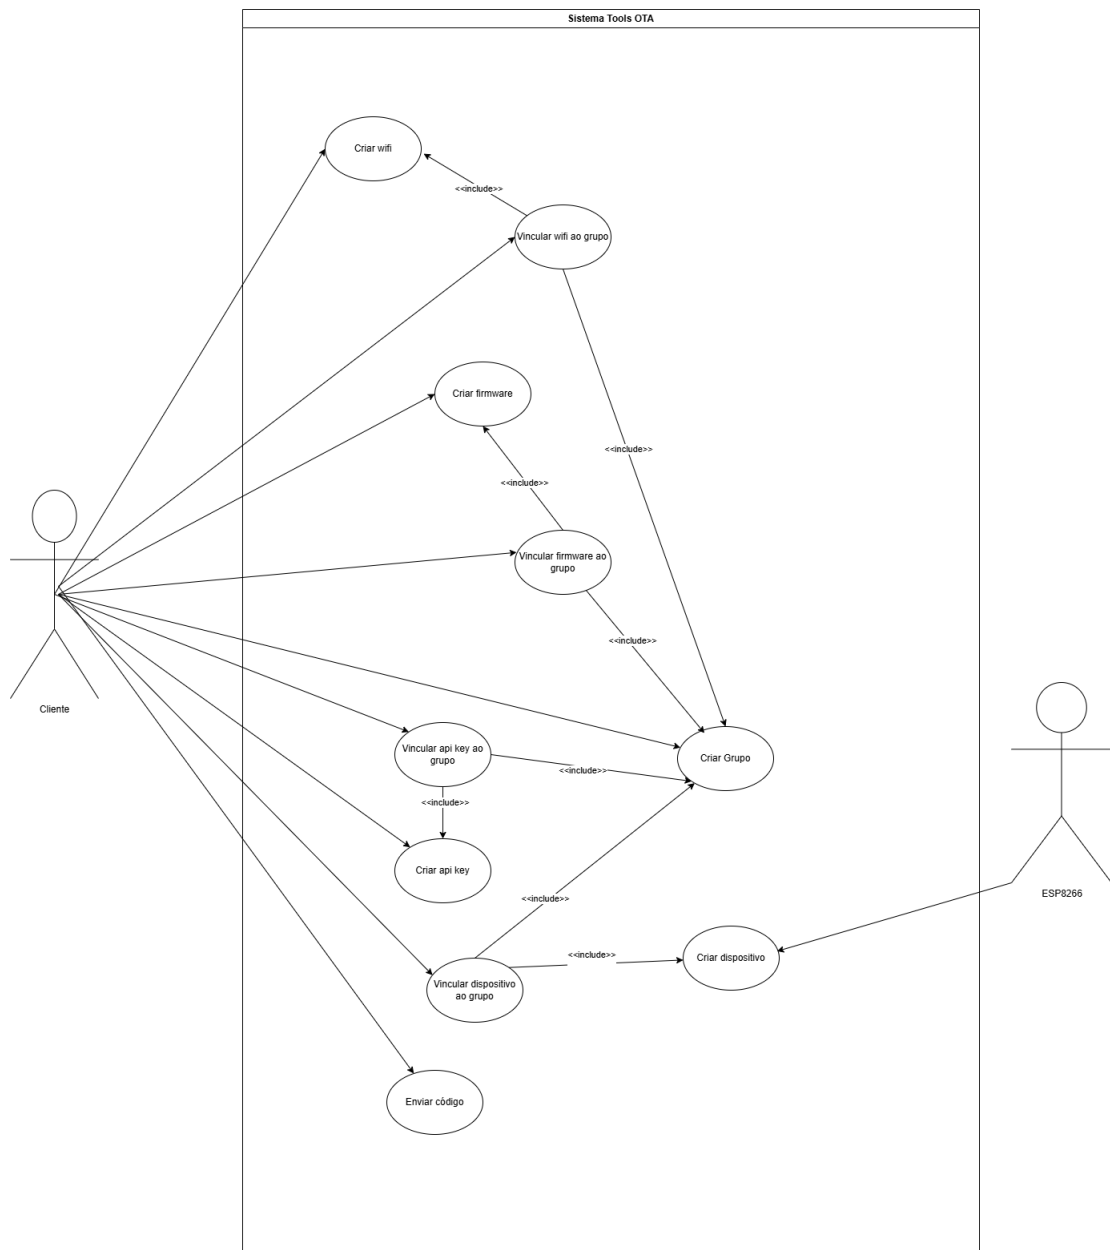 Sistema Tools OTA
Criar wifi
<<include>>
Vincular wifi ao grupo
Criar firmware
<<include>>
<<include>>
Vincular firmware ao
grupo
<<include>>
Cliente
Vincular api key ao
grupo
<<include>>
Criar Grupo
<<include>>
Criar api key
<<include>>
ESP8266
<<include>>
Criar dispositivo
Vincular dispositivo
ao grupo
Enviar código